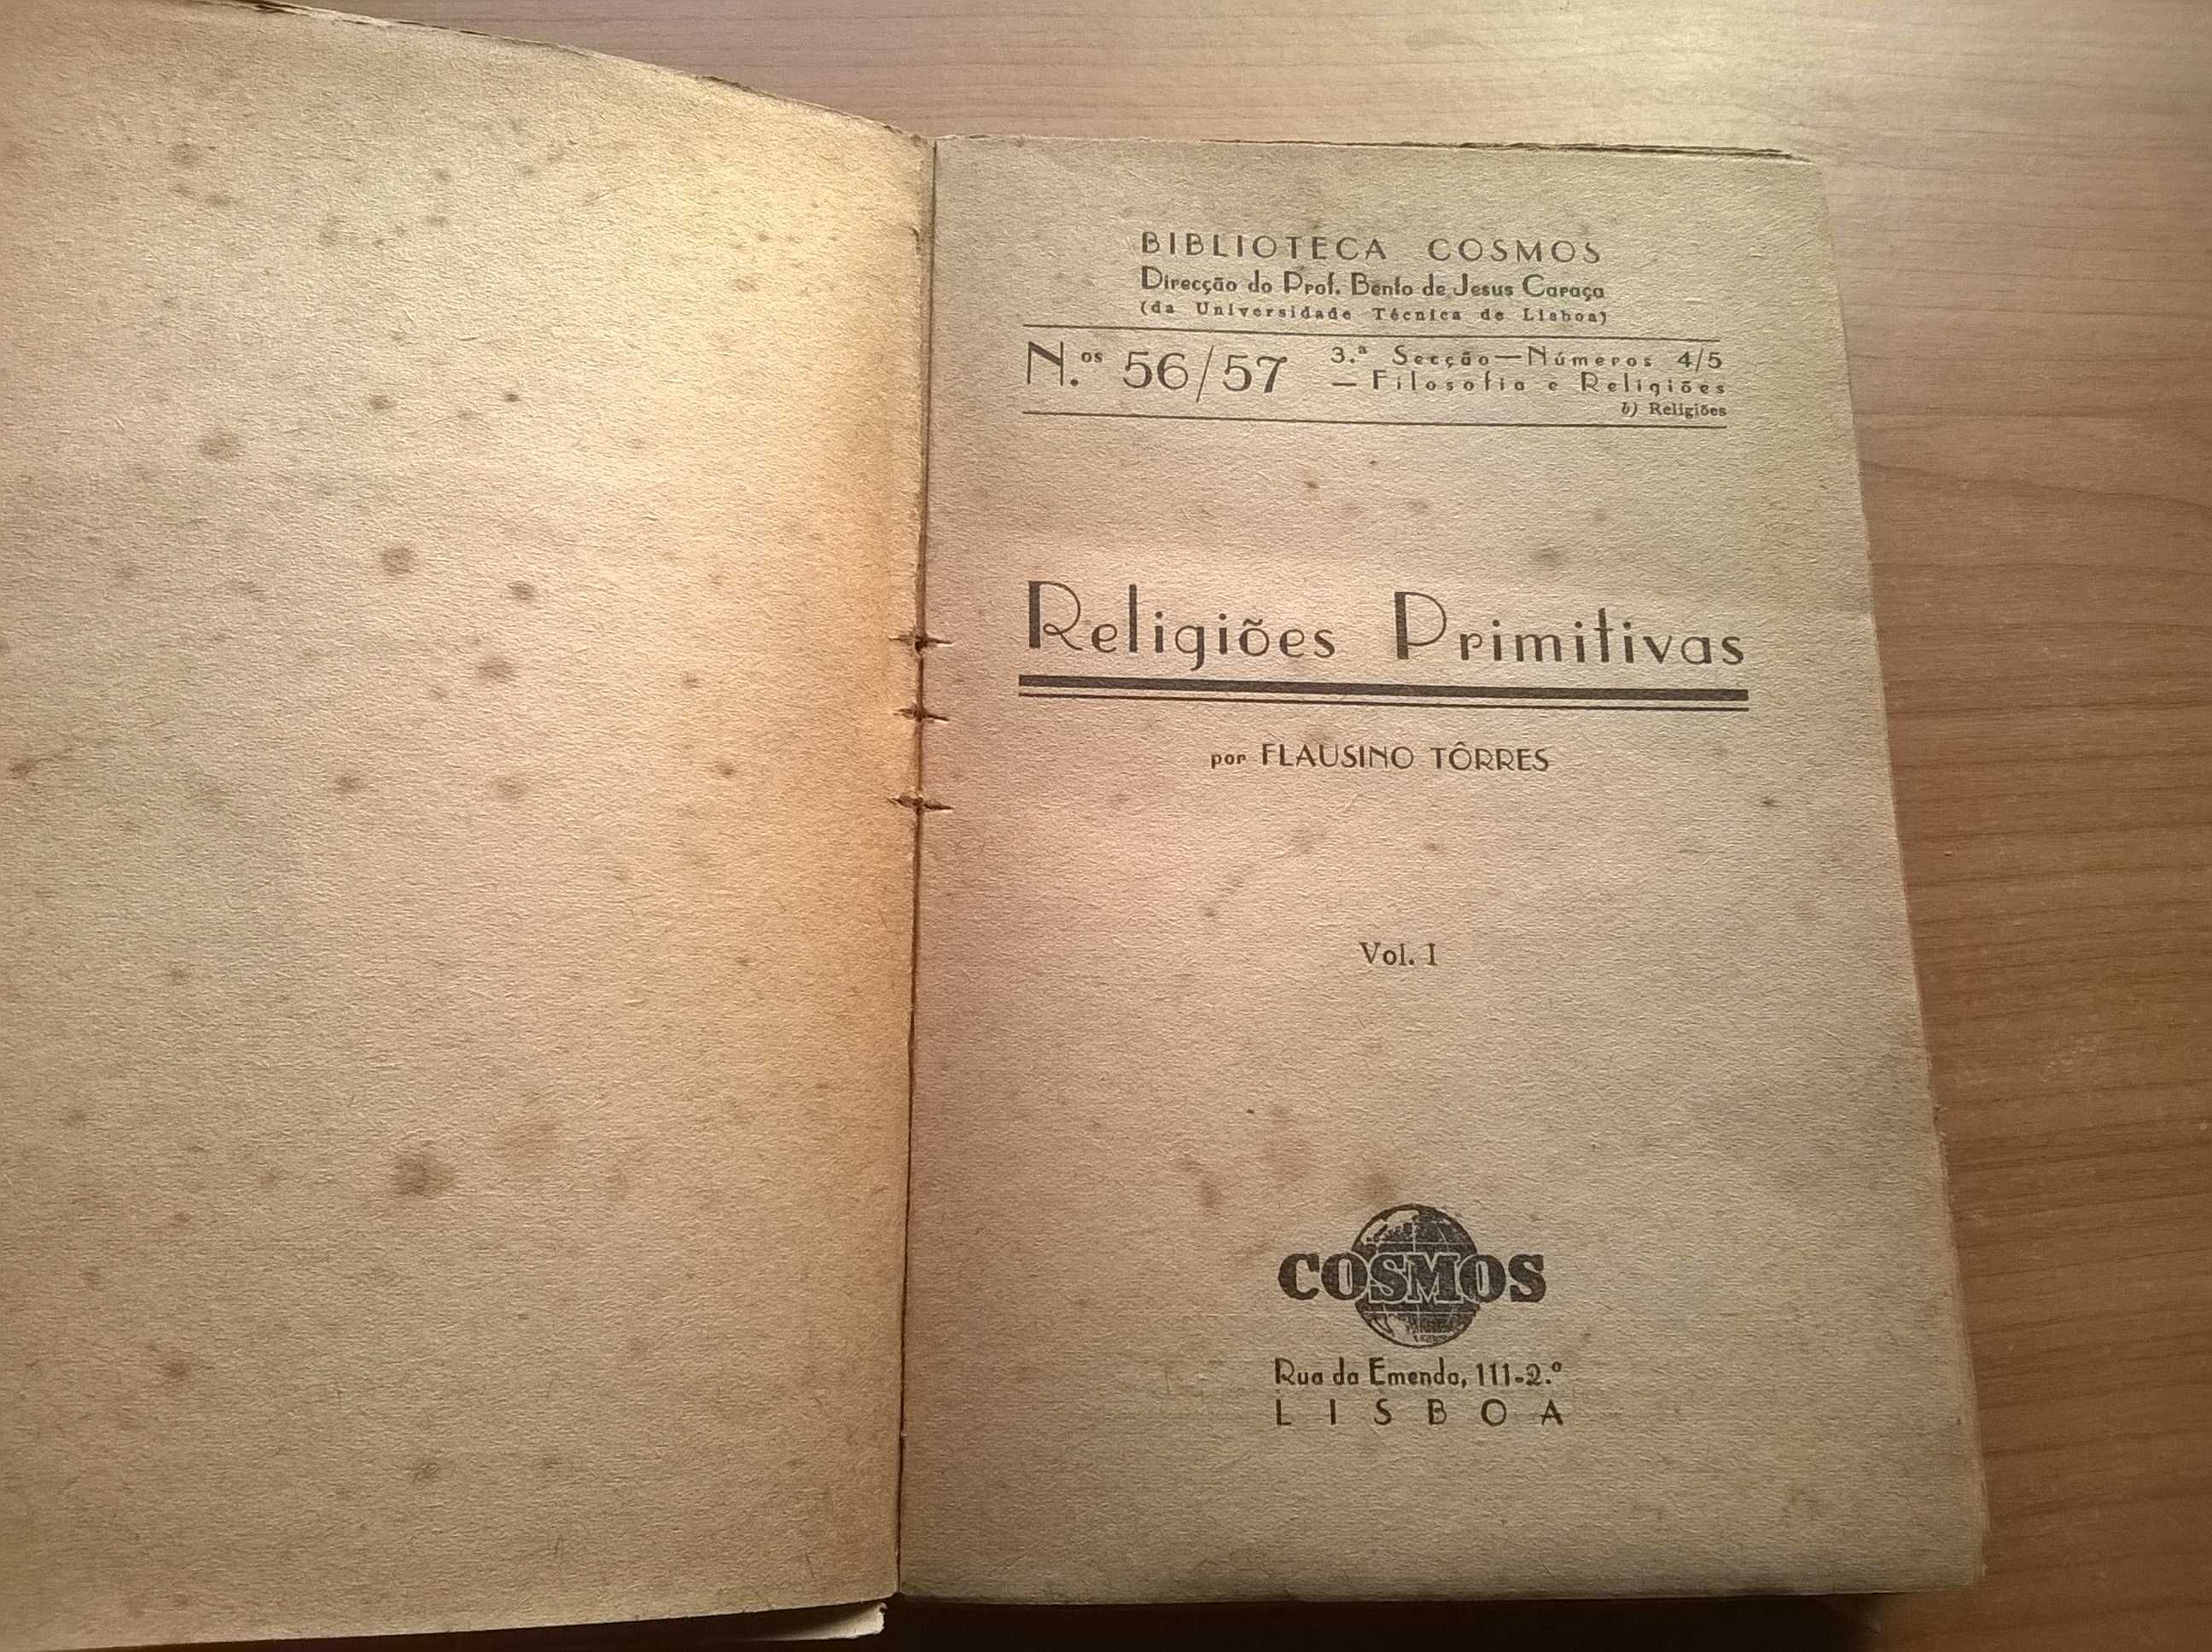 BIBLIOTECA COSMOS
Direcção do Prof. Bento de Jesus Caraça
(da Universidade Técnica de Lisboa)
N.os 56/57
3.ª Secção—Números 4/5
— Filosofia e Religiões
b) Religiões
Religiões Primitivas
por FLAUSINO TÔRRES
Vol. I
COSMOS
Rua da Emenda, 111-2.º
LISBOA